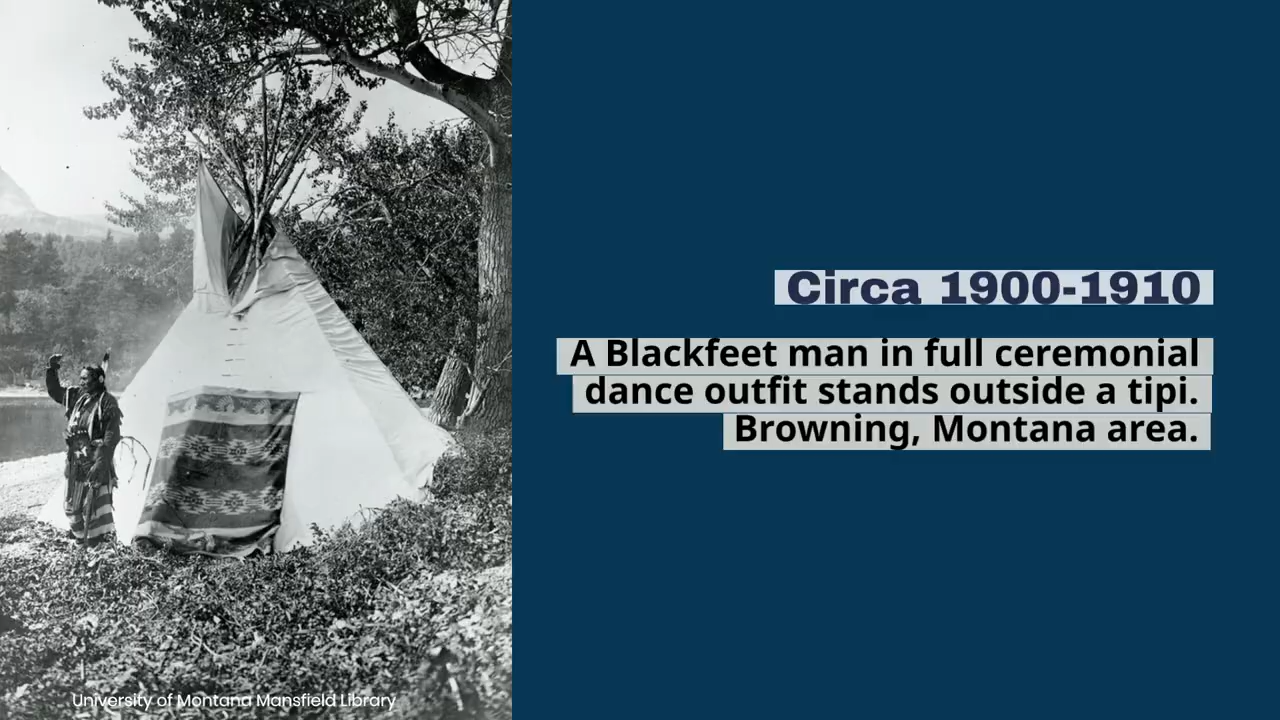 Circa 1900-1910
A Blackfeet man in full ceremonial
dance outfit stands outside a tipi.
Browning, Montana area.
University of Montana Mansfield Library